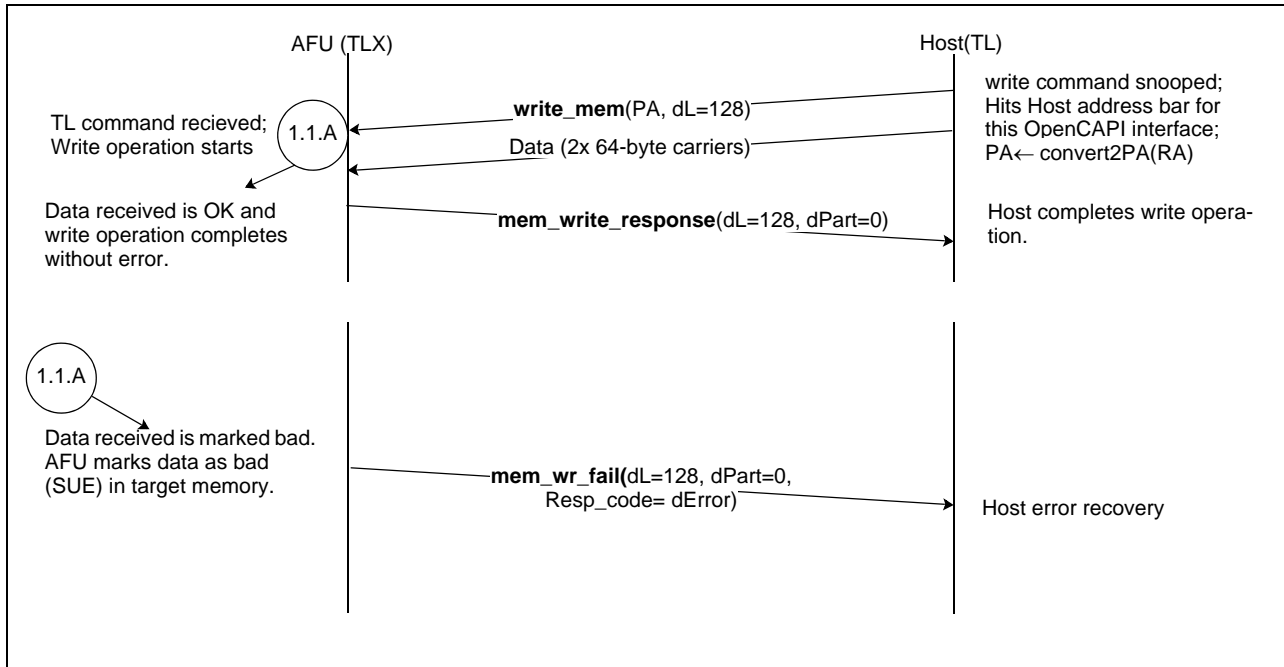 AFU (TLX)
Host(TL)
write command snooped;
Hits Host address bar for
this OpenCAPI interface;
PA← convert2PA(RA)
write_mem(PA, dL=128)
TL command recieved;
Write operation starts
1.1.A
Data (2x 64-byte carriers)
Data received is OK and
write operation completes
without error.
mem_write_response(dL=128, dPart=0)
Host completes write opera-
tion.
1.1.A
Data received is marked bad.
AFU marks data as bad
(SUE) in target memory.
mem_wr_fail(dL=128, dPart=0,
Resp_code= dError)
Host error recovery